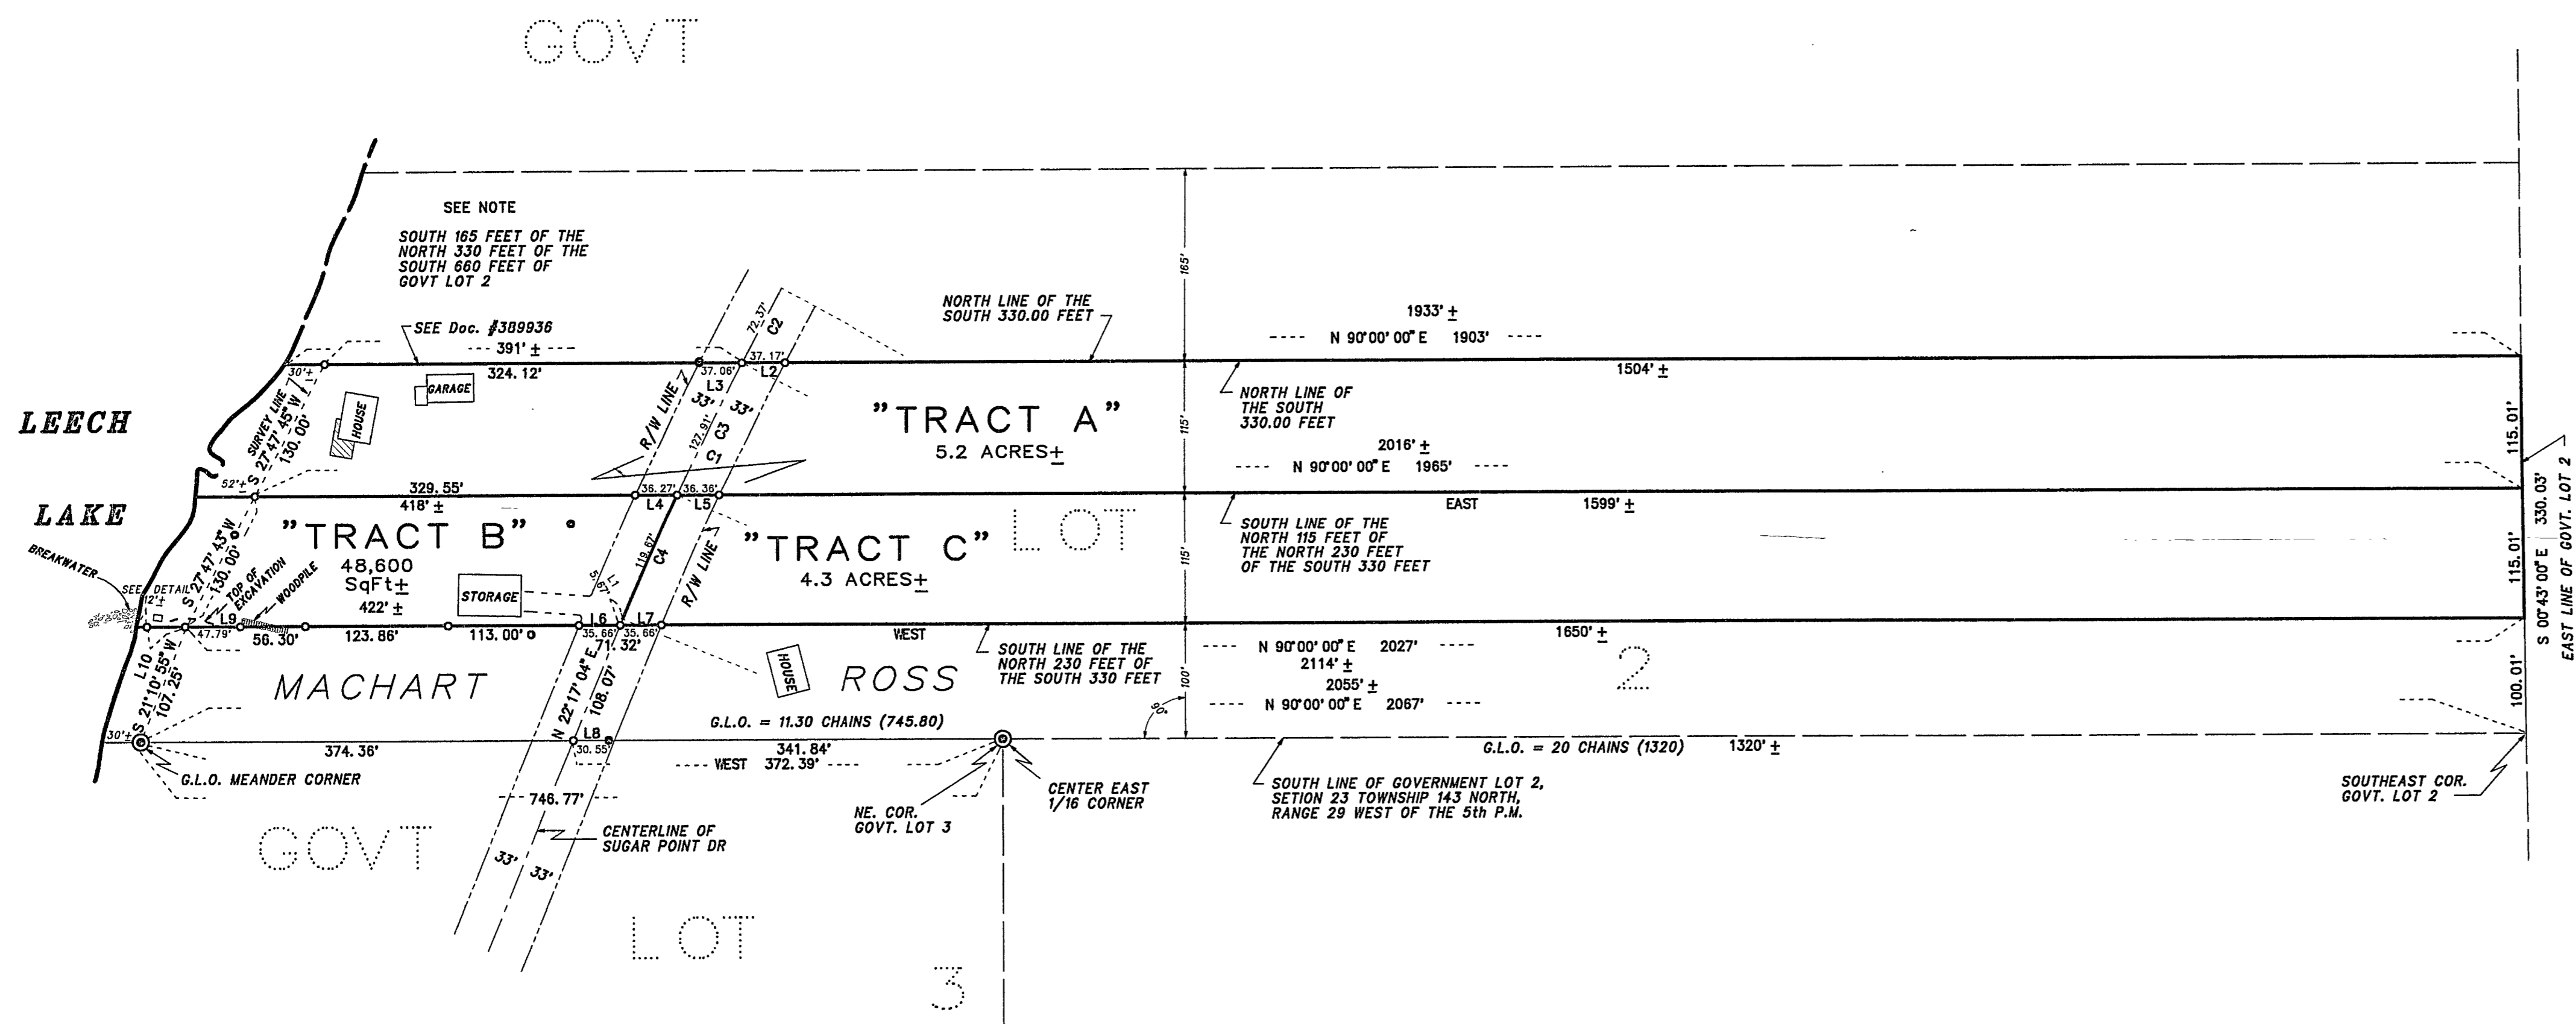 GOVT
SEE NOTE
SOUTH 165 FEET OF THE
NORTH 330 FEET OF THE
SOUTH 660 FEET OF
GOVT LOT 2
165'
NORTH LINE OF THE
SOUTH 330.00 FEET
1933' ±
N 90°00'00" E 1903'
SEE Doc. #389936
391' ±
72.37'
C2
37.17'
L2
37.06'
L3
30'±
324.12'
1504' ±
GARAGE
HOUSE
SURVEY LINE
S 27°47'45" W
130.00'
R/W LINE
33' 33'
127.91'
C3
C1
"TRACT A"
5.2 ACRES±
115'
NORTH LINE OF
THE SOUTH
330.00 FEET
2016' ±
N 90°00'00" E 1965'
115.01'
LEECH
LAKE
52'±
329.55'
418' ±
36.27'
36.36'
L4
L5
EAST
1599' ±
"TRACT B"
48,600
SqFt±
422' ±
"TRACT C"
4.3 ACRES±
LOT
115'
SOUTH LINE OF THE
NORTH 115 FEET OF
THE NORTH 230 FEET
OF THE SOUTH 330 FEET
115.01'
S 00°43'00" E 330.03'
EAST LINE OF GOVT. LOT 2
BREAKWATER
SEE DETAIL
12'±
S 27°47'43" W
130.00'
TOP OF
EXCAVATION
WOODPILE
STORAGE
119.67'
C4
L1
5.67'
R/W LINE
L9
47.79'
56.30'
123.86'
113.00'
L6
L7
35.66'
35.66'
71.32'
WEST
1650' ±
L10
S 21°10'55" W
107.25'
MACHART
N 22°17'04" E
108.07'
HOUSE
ROSS
SOUTH LINE OF THE
NORTH 230 FEET OF
THE SOUTH 330 FEET
100'
90°
N 90°00'00" E 2027'
2114' ±
2055' ±
N 90°00'00" E 2067'
2
100.01'
30'±
374.36'
L8
30.55'
G.L.O. = 11.30 CHAINS (745.80)
341.84'
WEST 372.39'
G.L.O. = 20 CHAINS (1320) 1320' ±
G.L.O. MEANDER CORNER
746.77'
CENTERLINE OF
SUGAR POINT DR
NE. COR.
GOVT. LOT 3
CENTER EAST
1/16 CORNER
SOUTH LINE OF GOVERNMENT LOT 2,
SETION 23 TOWNSHIP 143 NORTH,
RANGE 29 WEST OF THE 5th P.M.
SOUTHEAST COR.
GOVT. LOT 2
GOVT
33'
33'
LOT
3